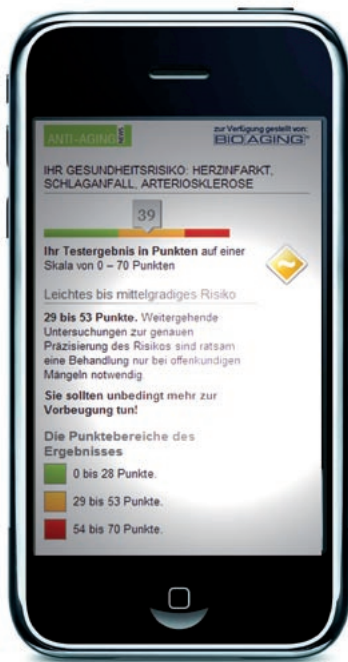 ANTI-AGING NEWS
zur Verfügung gestellt von:
BIO AGING™
IHR GESUNDHEITSRISIKO: HERZINFARKT,
SCHLAGANFALL, ARTERIOSKLEROSE
39
Ihr Testergebnis in Punkten auf einer
Skala von 0 – 70 Punkten
Leichtes bis mittelgradiges Risiko
29 bis 53 Punkte. Weitergehende
Untersuchungen zur genauen
Präzisierung des Risikos sind ratsam
eine Behandlung nur bei offenkundigen
Mängeln notwendig
Sie sollten unbedingt mehr zur
Vorbeugung tun!
Die Punktebereiche des
Ergebnisses
0 bis 28 Punkte.
29 bis 53 Punkte.
54 bis 70 Punkte.